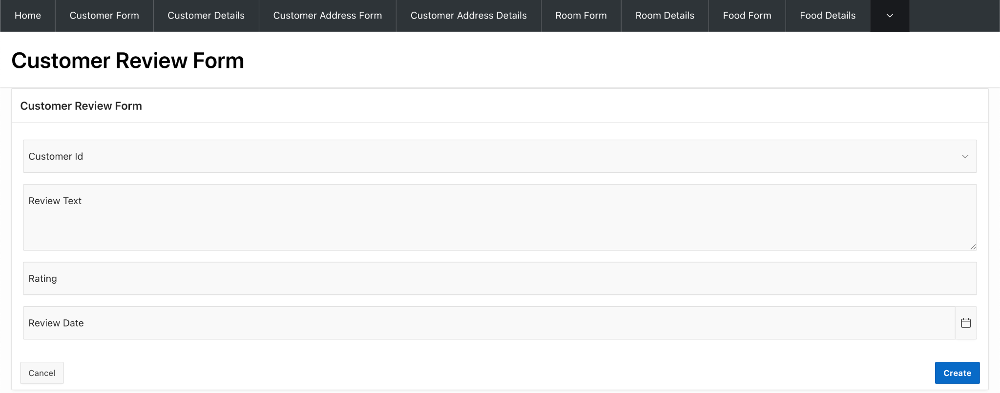 Home Customer Form Customer Details Customer Address Form Customer Address Details Room Form Room Details Food Form Food Details
Customer Review Form
Customer Review Form
Customer Id
Review Text
Rating
Review Date
Cancel Create